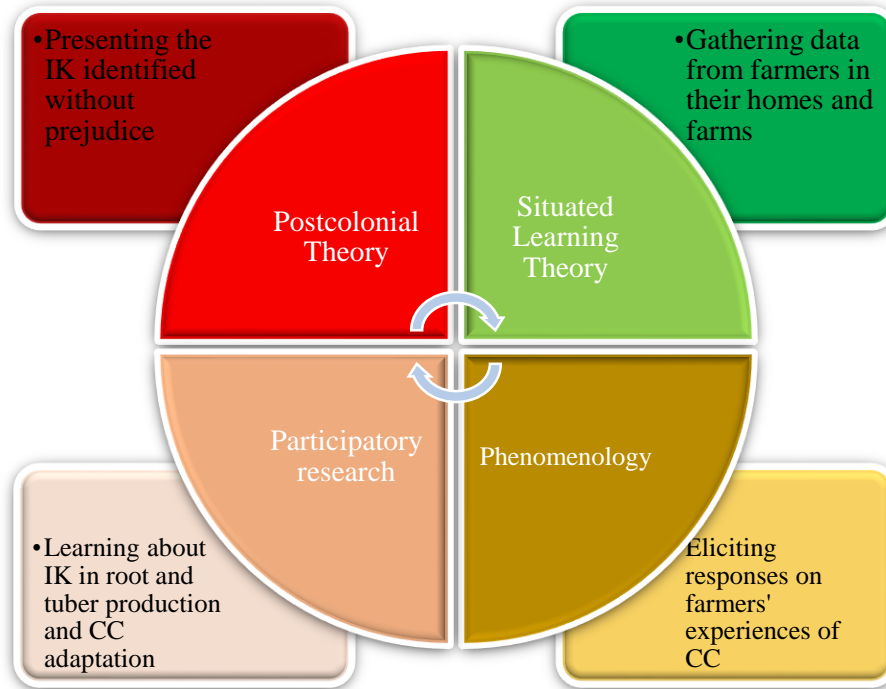 •Presenting the
IK identified
without
prejudice
•Gathering data
from farmers in
their homes and
farms
Postcolonial
Theory
Situated
Learning
Theory
Participatory
research
Phenomenology
•Learning about
IK in root and
tuber production
and CC
adaptation
Eliciting
responses on
farmers'
experiences of
CC